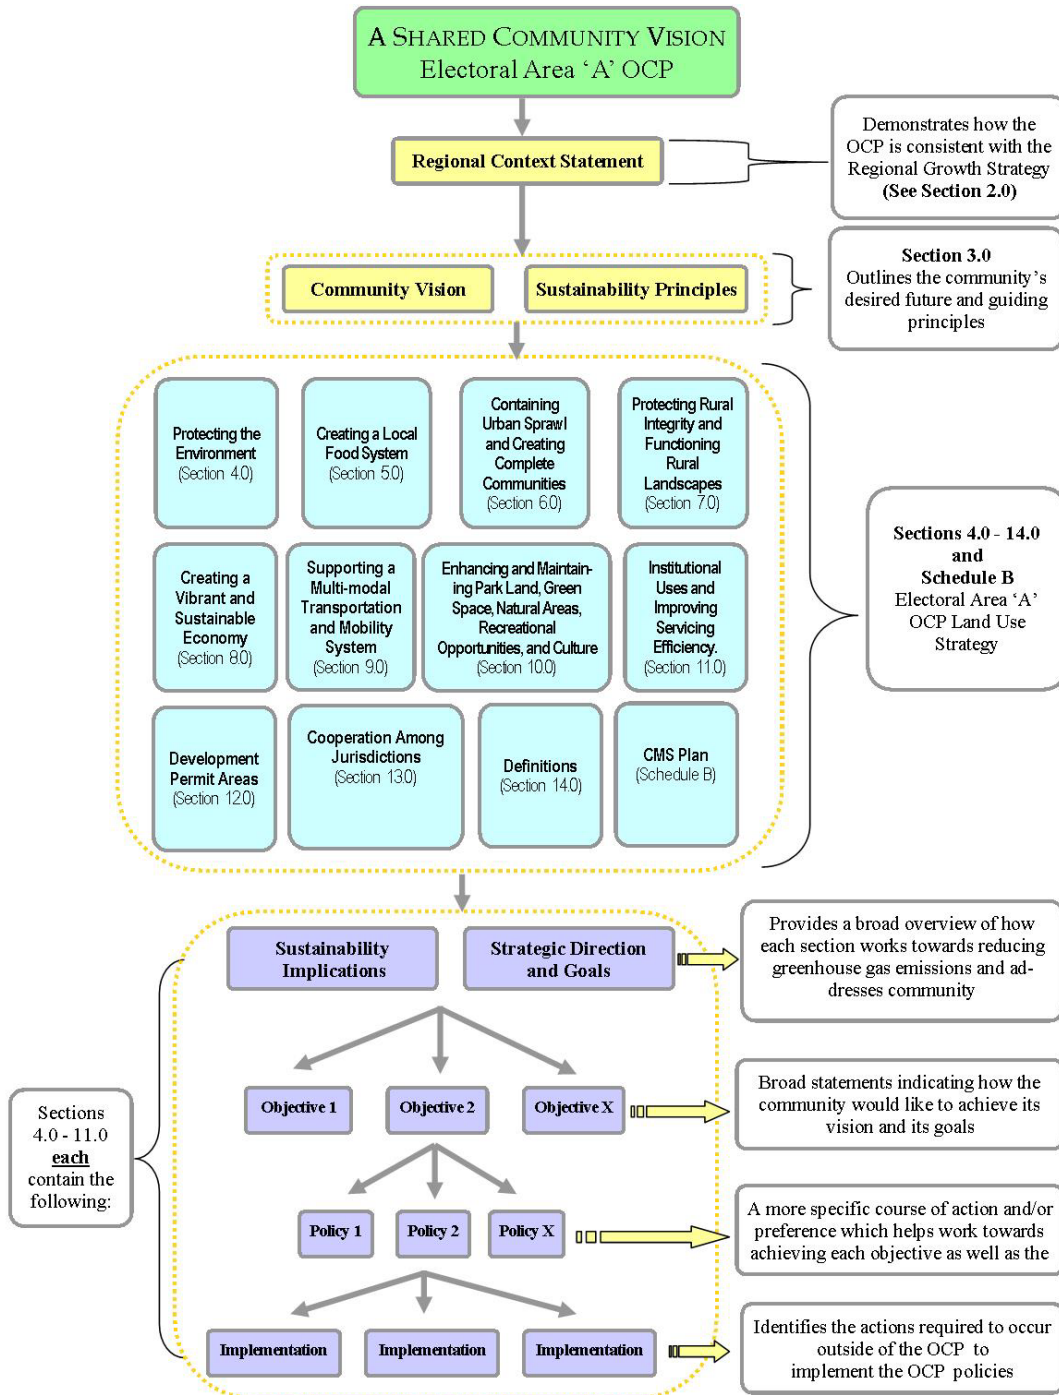 A SHARED COMMUNITY VISION
Electoral Area ‘A’ OCP
Regional Context Statement
Demonstrates how the
OCP is consistent with the
Regional Growth Strategy
(See Section 2.0)
Community Vision
Sustainability Principles
Section 3.0
Outlines the community’s
desired future and guiding
principles
Protecting the
Environment
(Section 4.0)
Creating a Local
Food System
(Section 5.0)
Containing
Urban Sprawl
and Creating
Complete
Communities
(Section 6.0)
Protecting Rural
Integrity and
Functioning
Rural
Landscapes
(Section 7.0)
Creating a
Vibrant and
Sustainable
Economy
(Section 8.0)
Supporting a
Multi-modal
Transportation
and Mobility
System
(Section 9.0)
Enhancing and Maintain-
ing Park Land, Green
Space, Natural Areas,
Recreational
Opportunities, and Culture
(Section 10.0)
Institutional
Uses and
Improving
Servicing
Efficiency.
(Section 11.0)
Development
Permit Areas
(Section 12.0)
Cooperation Among
Jurisdictions
(Section 13.0)
Definitions
(Section 14.0)
CMS Plan
(Schedule B)
Sections 4.0 - 14.0
and
Schedule B
Electoral Area ‘A’
OCP Land Use
Strategy
Sections
4.0 - 11.0
each
contain the
following:
Sustainability
Implications
Strategic Direction
and Goals
Provides a broad overview of how
each section works towards reducing
greenhouse gas emissions and ad-
dresses community
Objective 1
Objective 2
Objective X
Broad statements indicating how the
community would like to achieve its
vision and its goals
Policy 1
Policy 2
Policy X
A more specific course of action and/or
preference which helps work towards
achieving each objective as well as the
Implementation
Implementation
Implementation
Identifies the actions required to occur
outside of the OCP to
implement the OCP policies